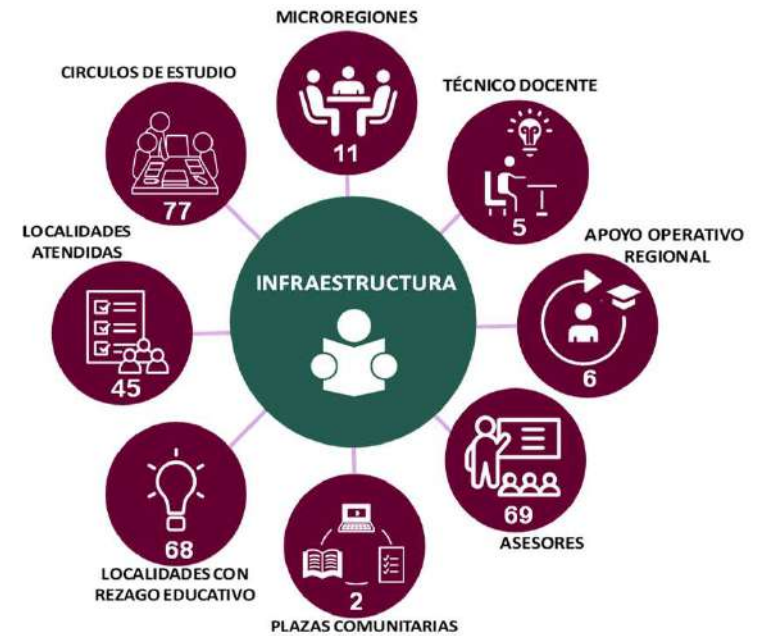 MICROREGIONES
11
TÉCNICO DOCENTE
5
APOYO OPERATIVO
REGIONAL
6
69
ASESORES
2
PLAZAS COMUNITARIAS
68
LOCALIDADES CON
REZAGO EDUCATIVO
LOCALIDADES
ATENDIDAS
45
CIRCULOS DE ESTUDIO
77
INFRAESTRUCTURA